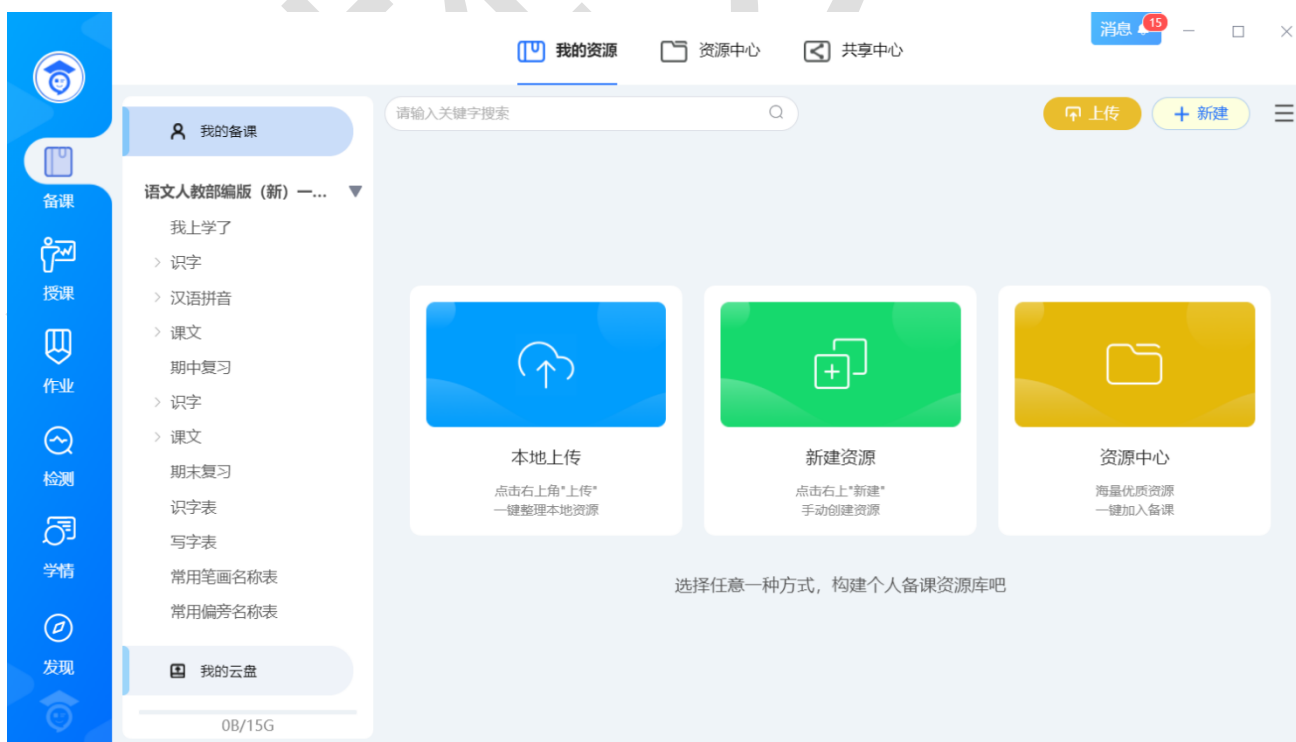 我的资源
资源中心
共享中心
消息
15
请输入关键字搜索
上传
新建
备课
授课
作业
检测
学情
发现
我的备课
语文人教部编版（新）一...
我上学了
识字
汉语拼音
课文
期中复习
识字
课文
期末复习
识字表
写字表
常用笔画名称表
常用偏旁名称表
我的云盘
0B/15G
本地上传
点击右上角"上传"
一键整理本地资源
新建资源
点击右上"新建"
手动创建资源
资源中心
海量优质资源
一键加入备课
选择任意一种方式，构建个人备课资源库吧